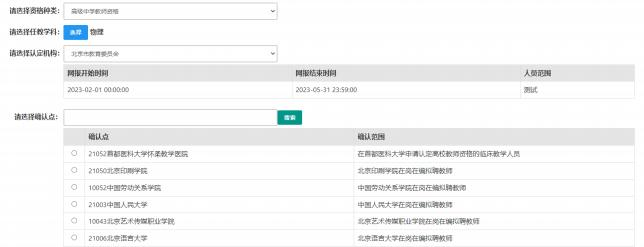 请选择资格种类： 高级中学教师资格
请选择任教学科： 选择 物理
请选择认定机构： 北京市教育委员会
网报开始时间 网报结束时间 人员范围
2023-02-01 00:00:00 2023-05-31 23:59:00 测试
请选择确认点： 搜索
确认点 确认范围
21052首都医科大学怀柔教学医院 在首都医科大学申请认定高校教师资格的临床教学人员
21050北京印刷学院 北京印刷学院在岗在编拟聘教师
10052中国劳动关系学院 中国劳动关系学院在岗在编拟聘教师
21003中国人民大学 中国人民大学在岗在编拟聘教师
10043北京艺术传媒职业学院 北京艺术传媒职业学院在岗在编拟聘教师
21006北京语言大学 北京语言大学在岗在编拟聘教师